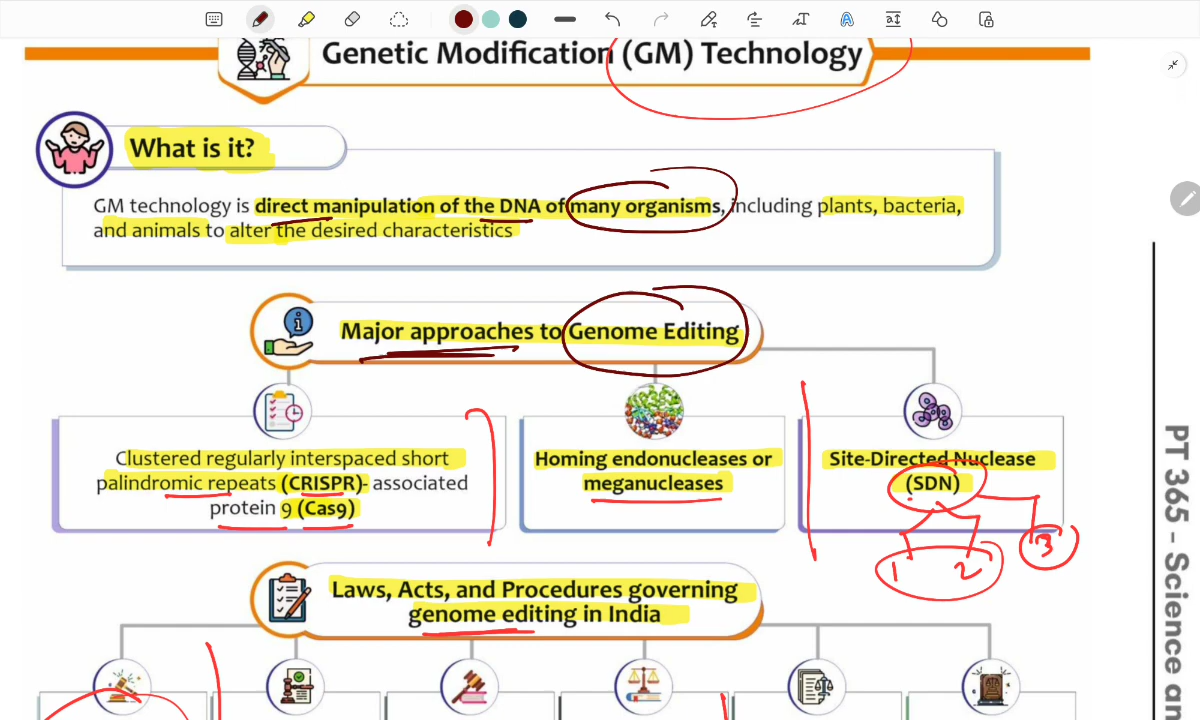 Genetic Modification (GM) Technology
What is it?
GM technology is direct manipulation of the DNA of many organisms, including plants, bacteria,
and animals to alter the desired characteristics
Major approaches to Genome Editing
Clustered regularly interspaced short
palindromic repeats (CRISPR)- associated
protein 9 (Cas9)
Homing endonucleases or
meganucleases
Site-Directed Nuclease
(SDN)
1 2 3
Laws, Acts, and Procedures governing
genome editing in India
PT 365 - Science an